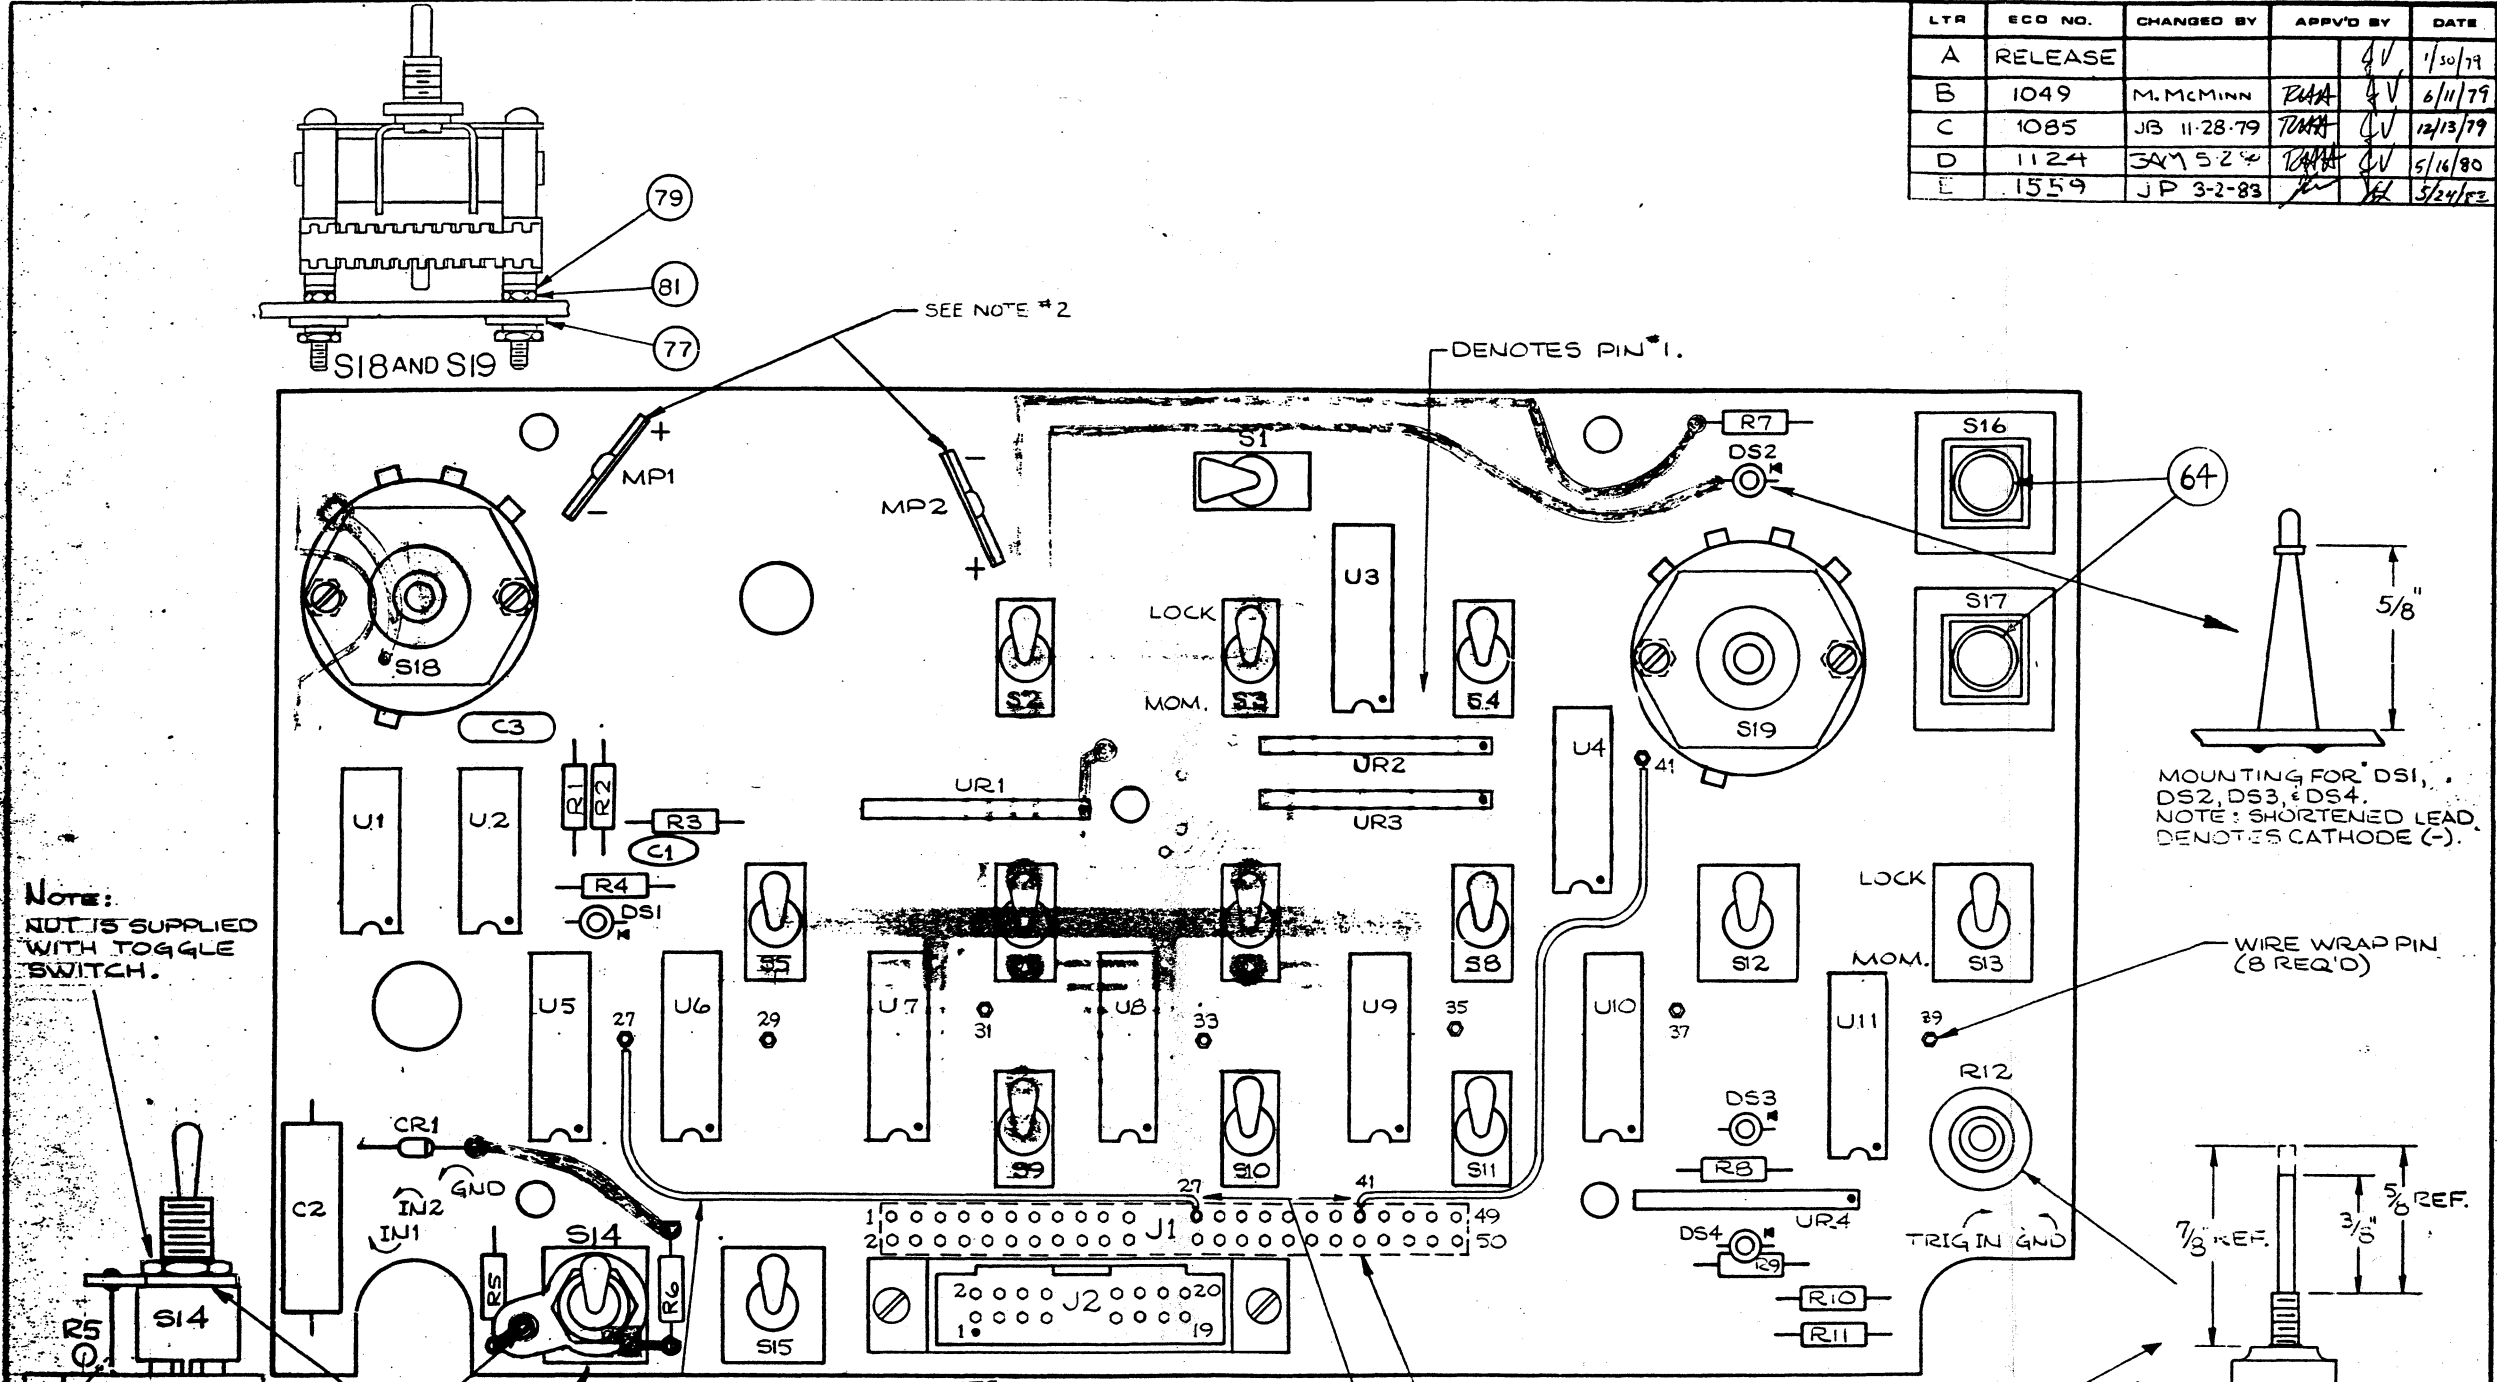 LTR ECO NO. CHANGED BY APPV'D BY DATE
A RELEASE 1/30/79
B 1049 M. McMINN 6/11/79
C 1085 JB 11-28-79 12/13/79
D 1124 5/16/80
E 1559 JP 3-2-83
79
81
77
S18 AND S19
SEE NOTE #2
DENOTES PIN #1.
+
MP1
-
-
MP2
+
S1
R7
DS2
S16
64
U3
S17
5/8"
LOCK
MOM.
S18
S2
S3
S4
S19
C3
U4
41
UR2
UR1
UR3
U1
U2
R1
R2
R3
C1
R4
DS1
MOUNTING FOR DS1,
DS2, DS3, & DS4.
NOTE: SHORTENED LEAD
DENOTES CATHODE (-).
NOTE:
NUT IS SUPPLIED
WITH TOGGLE
SWITCH.
LOCK
MOM.
S5
S8
S12
S13
WIRE WRAP PIN
(8 REQ'D)
U5
27
U6
29
U7
31
U8
33
U9
35
U10
37
U11
39
R12
DS3
CR1
GND
IN2
IN1
C2
S9
S10
S11
R8
27
41
1
49
J1
2
50
UR4
DS4
R9
TRIG IN GND
7/8 REF.
3/8"
5/8 REF.
S14
R5
R6
S15
2
20
J2
1
19
R10
R11
S14
R5